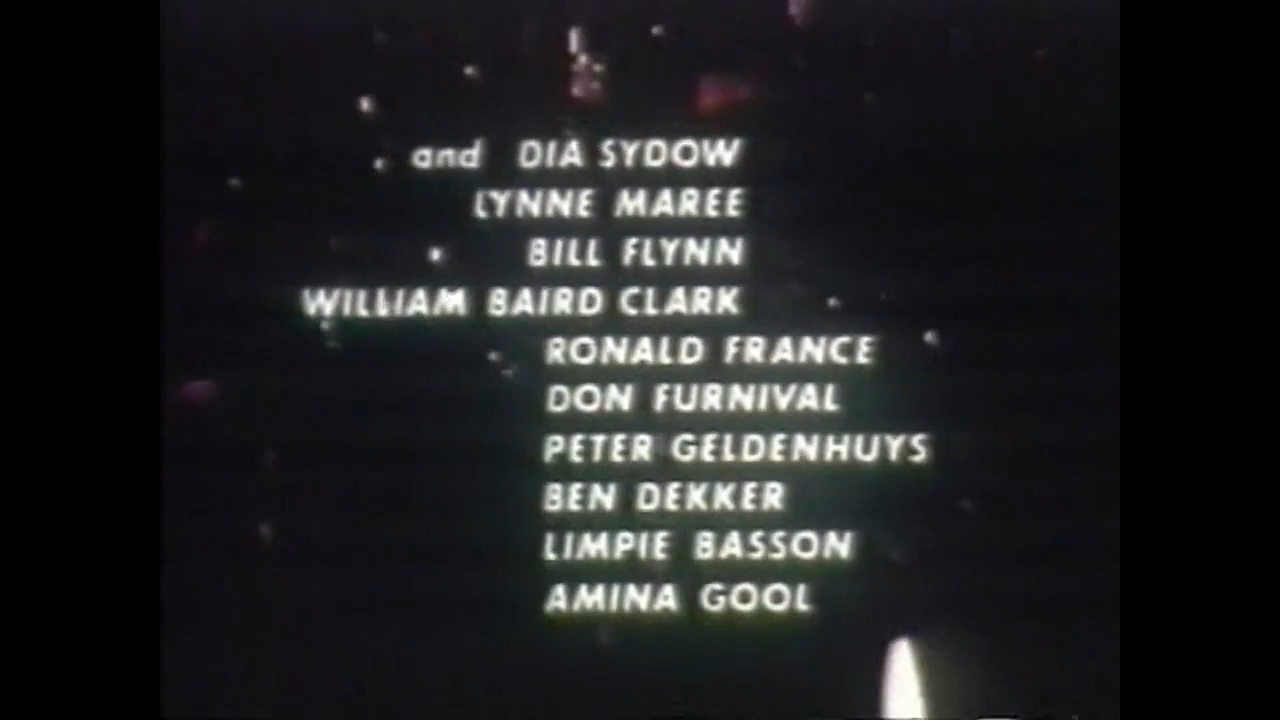 and DIA SYDOW
LYNNE MAREE
BILL FLYNN
WILLIAM BAIRD CLARK
RONALD FRANCE
DON FURNIVAL
PETER GELDENHUYS
BEN DEKKER
LIMPIE BASSON
AMINA GOOL